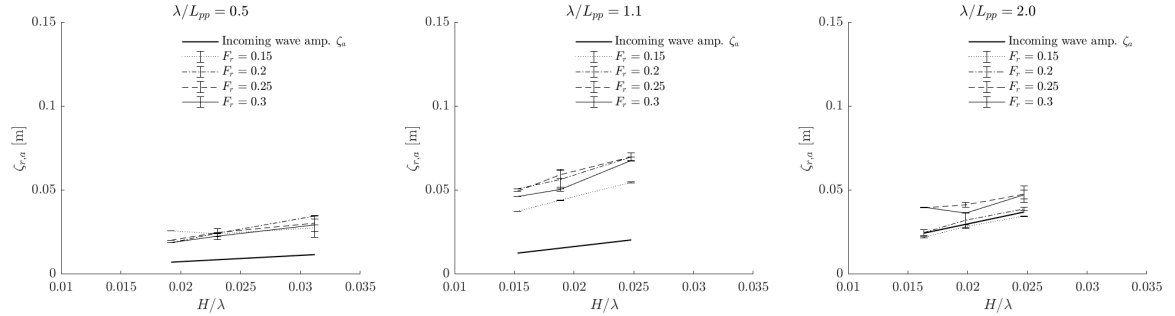 λ/L_pp = 0.5
0.15
0.1
0.05
0
ζ_r,a [m]
Incoming wave amp. ζ_a
F_r = 0.15
F_r = 0.2
F_r = 0.25
F_r = 0.3
0.01 0.015 0.02 0.025 0.03 0.035
H/λ
λ/L_pp = 1.1
0.15
0.1
0.05
0
ζ_r,a [m]
Incoming wave amp. ζ_a
F_r = 0.15
F_r = 0.2
F_r = 0.25
F_r = 0.3
0.01 0.015 0.02 0.025 0.03 0.035
H/λ
λ/L_pp = 2.0
0.15
0.1
0.05
0
ζ_r,a [m]
Incoming wave amp. ζ_a
F_r = 0.15
F_r = 0.2
F_r = 0.25
F_r = 0.3
0.01 0.015 0.02 0.025 0.03 0.035
H/λ